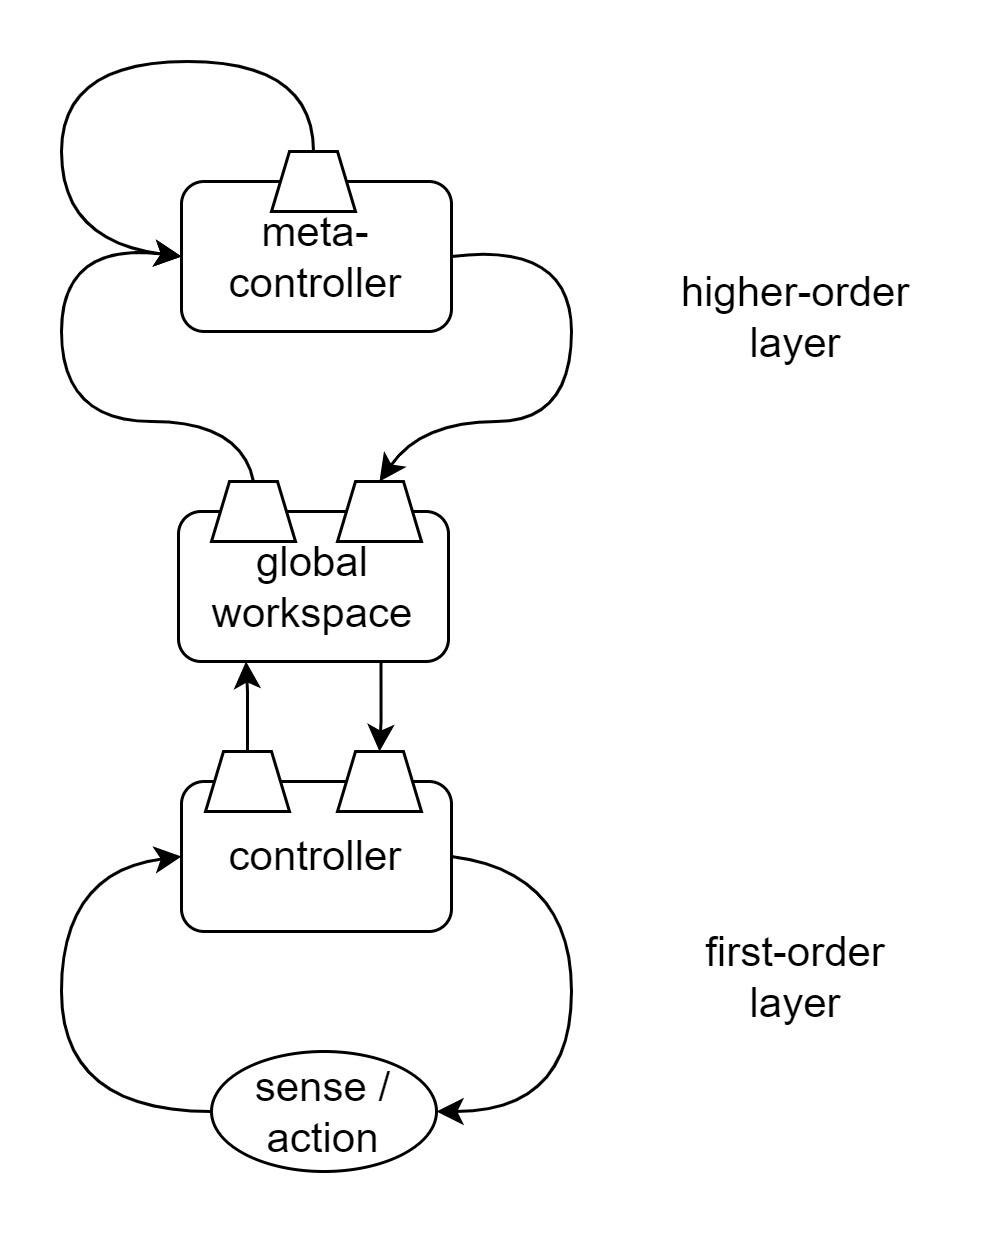 meta-
controller
higher-order
layer
global
workspace
controller
first-order
layer
sense /
action